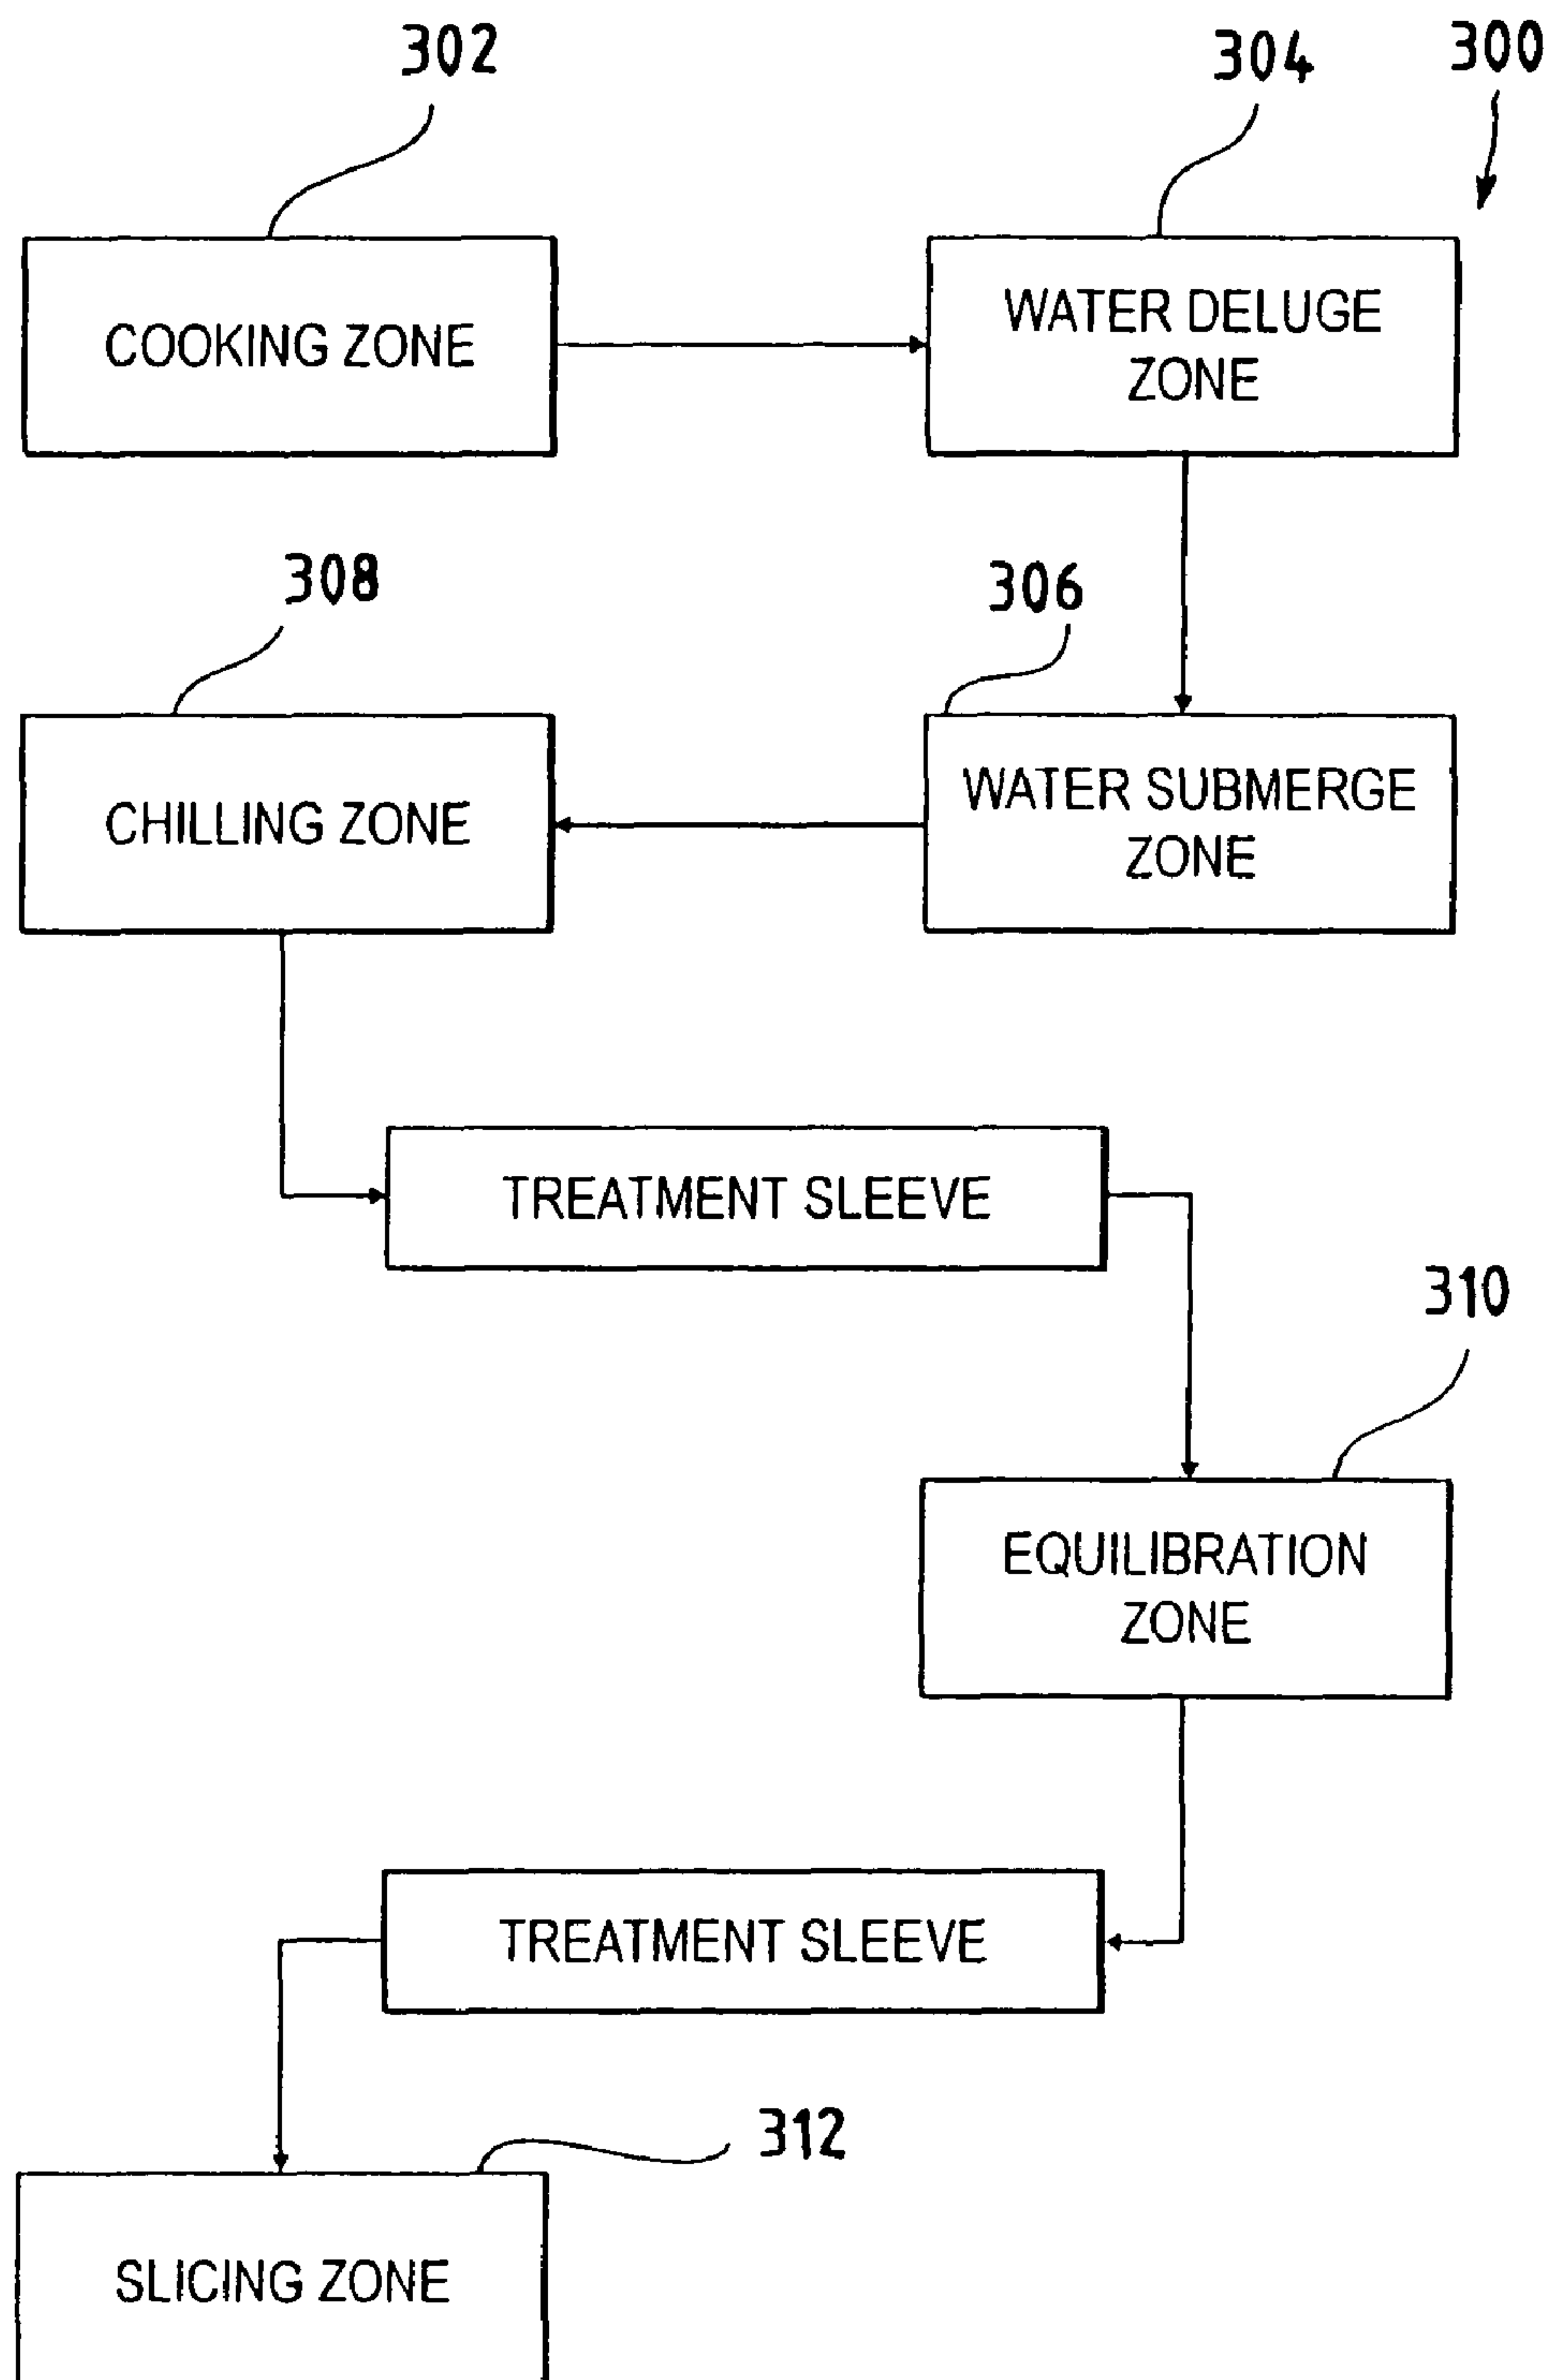 302
304
300
COOKING ZONE
WATER DELUGE
ZONE
308
306
CHILLING ZONE
WATER SUBMERGE
ZONE
TREATMENT SLEEVE
310
EQUILIBRATION
ZONE
TREATMENT SLEEVE
312
SLICING ZONE